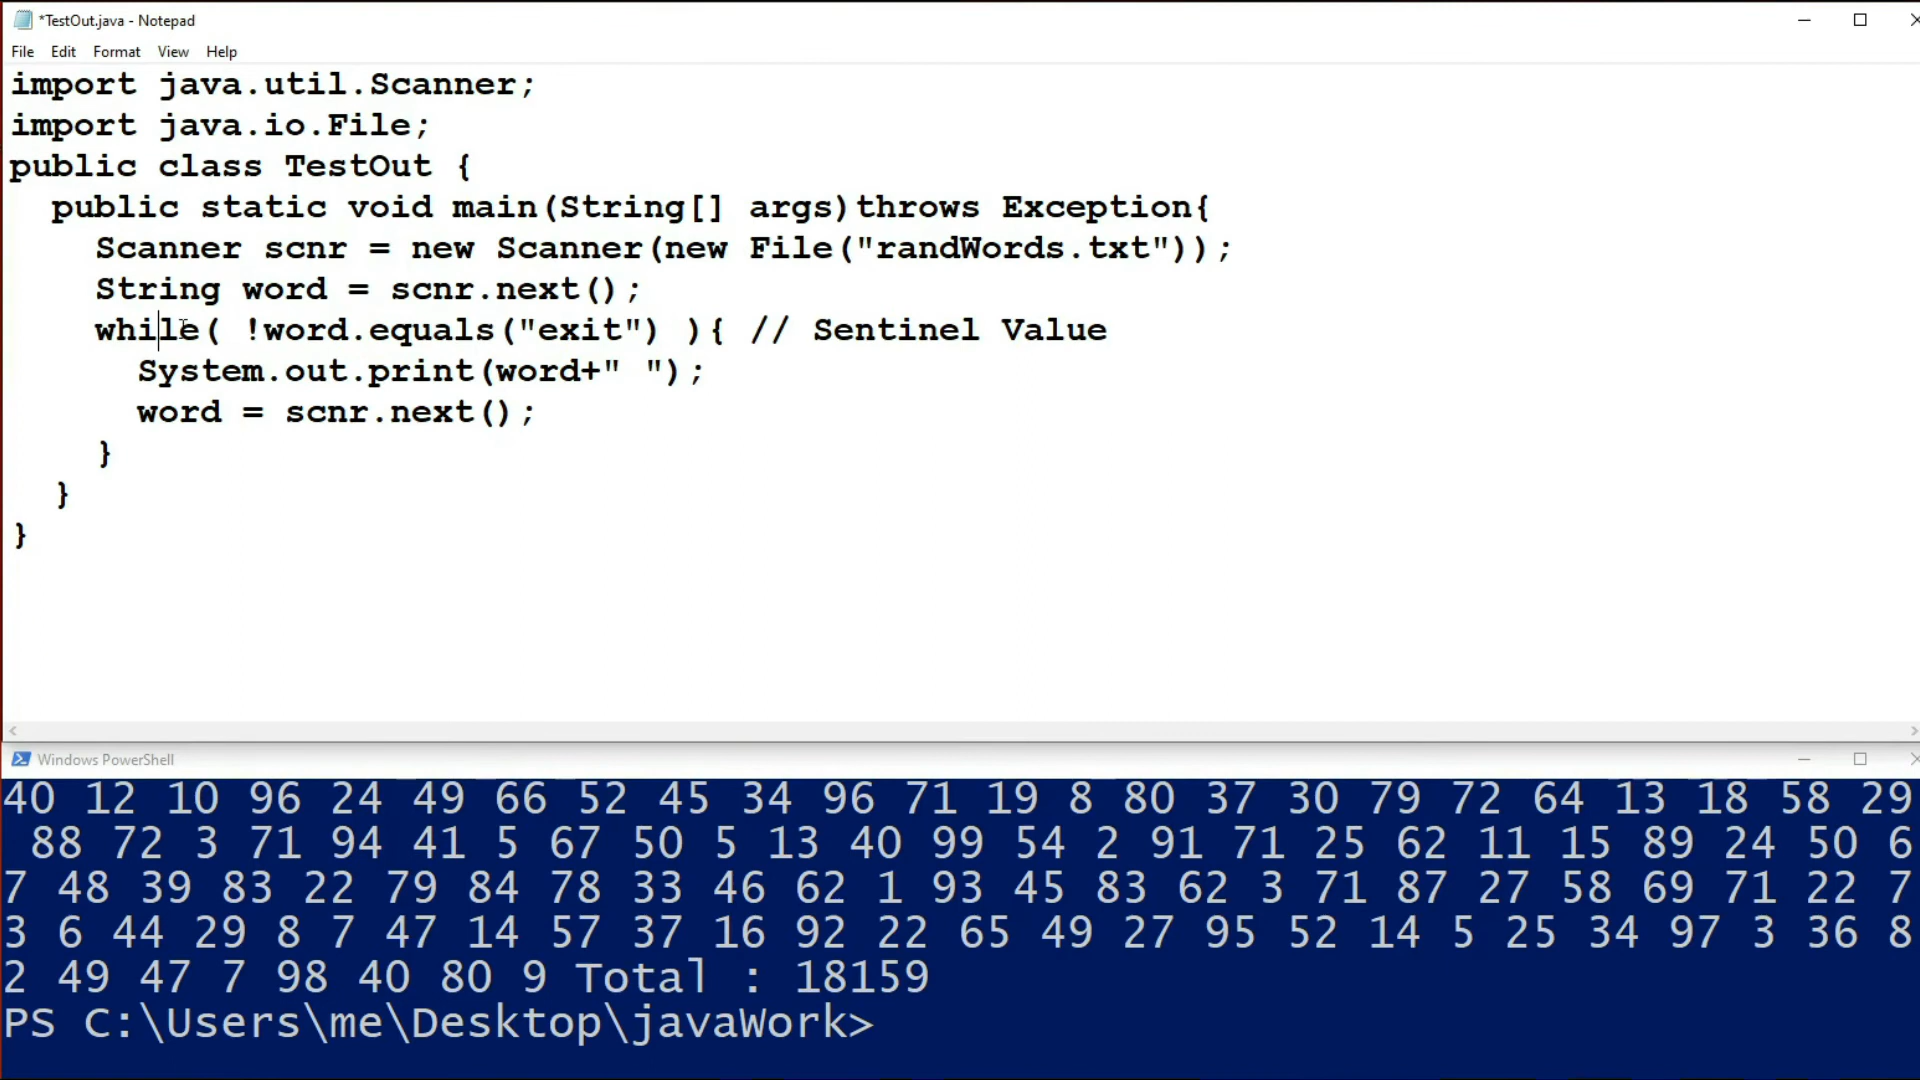 *TestOut.java - Notepad
File Edit Format View Help
import java.util.Scanner;
import java.io.File;
public class TestOut {
  public static void main(String[] args)throws Exception{
    Scanner scnr = new Scanner(new File("randWords.txt"));
    String word = scnr.next();
    while( !word.equals("exit") ){ // Sentinel Value
      System.out.print(word+" ");
      word = scnr.next();
    }
  }
}
Windows PowerShell
40 12 10 96 24 49 66 52 45 34 96 71 19 8 80 37 30 79 72 64 13 18 58 29
 88 72 3 71 94 41 5 67 50 5 13 40 99 54 2 91 71 25 62 11 15 89 24 50 6
7 48 39 83 22 79 84 78 33 46 62 1 93 45 83 62 3 71 87 27 58 69 71 22 7
3 6 44 29 8 7 47 14 57 37 16 92 22 65 49 27 95 52 14 5 25 34 97 3 36 8
2 49 47 7 98 40 80 9 Total : 18159
PS C:\Users\me\Desktop\javaWork>